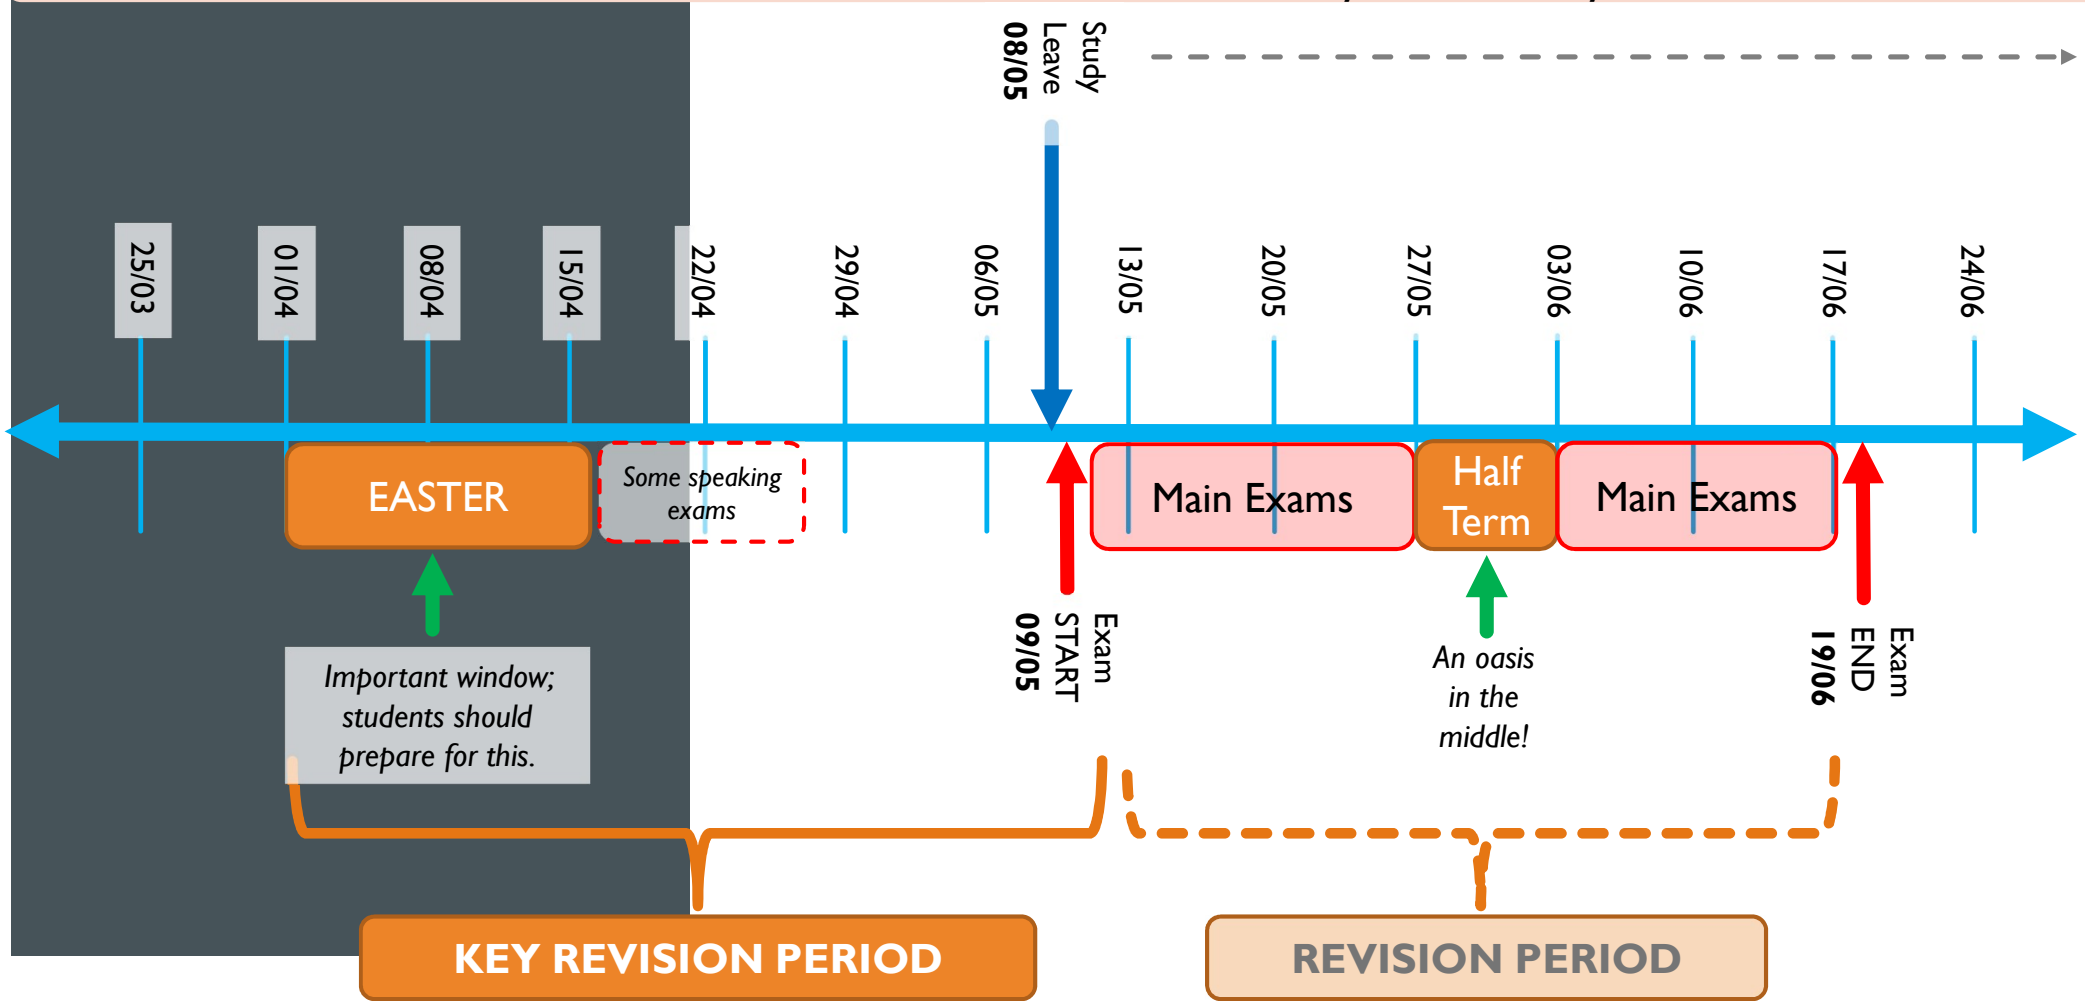 Study
Leave
08/05
25/03
01/04
08/04
15/04
22/04
29/04
06/05
13/05
20/05
27/05
03/06
10/06
17/06
24/06
EASTER
Some speaking
exams
Main Exams
Half
Term
Main Exams
Important window;
students should
prepare for this.
Exam
START
09/05
An oasis
in the
middle!
Exam
END
19/06
KEY REVISION PERIOD
REVISION PERIOD